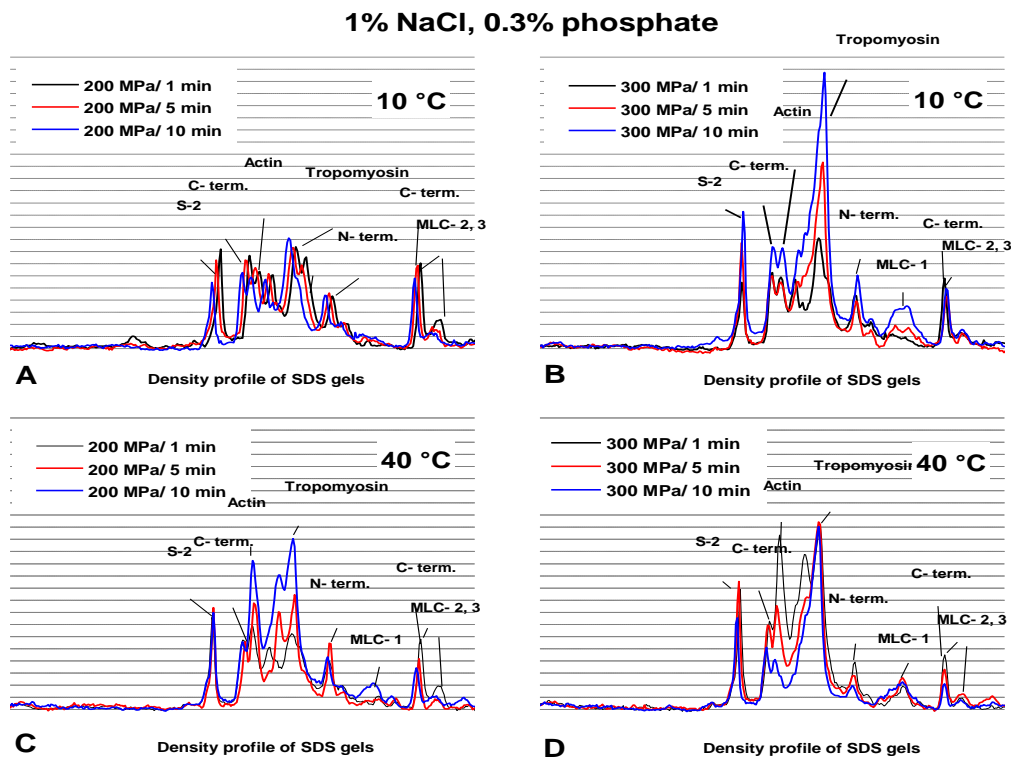 1% NaCl, 0.3% phosphate
200 MPa/ 1 min
200 MPa/ 5 min
200 MPa/ 10 min
10 °C
Actin
Tropomyosin
C- term.
C- term.
S-2
MLC- 2, 3
N- term.
A
Density profile of SDS gels
Tropomyosin
300 MPa/ 1 min
300 MPa/ 5 min
300 MPa/ 10 min
10 °C
Actin
C- term.
S-2
N- term.
C- term.
MLC- 2, 3
MLC- 1
B
Density profile of SDS gels
200 MPa/ 1 min
200 MPa/ 5 min
200 MPa/ 10 min
40 °C
Tropomyosin
Actin
C- term.
S-2
C- term.
N- term.
MLC- 2, 3
MLC- 1
C
Density profile of SDS gels
300 MPa/ 1 min
300 MPa/ 5 min
300 MPa/ 10 min
40 °C
Actin
S-2
C- term.
C- term.
N- term.
MLC- 2, 3
MLC- 1
D
Density profile of SDS gels